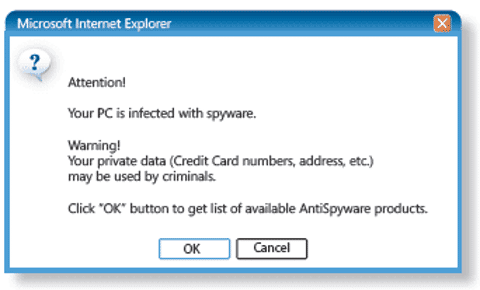 Microsoft Internet Explorer
?
Attention!
Your PC is infected with spyware.
Warning!
Your private data (Credit Card numbers, address, etc.)
may be used by criminals.
Click "OK" button to get list of available AntiSpyware products.
OK
Cancel